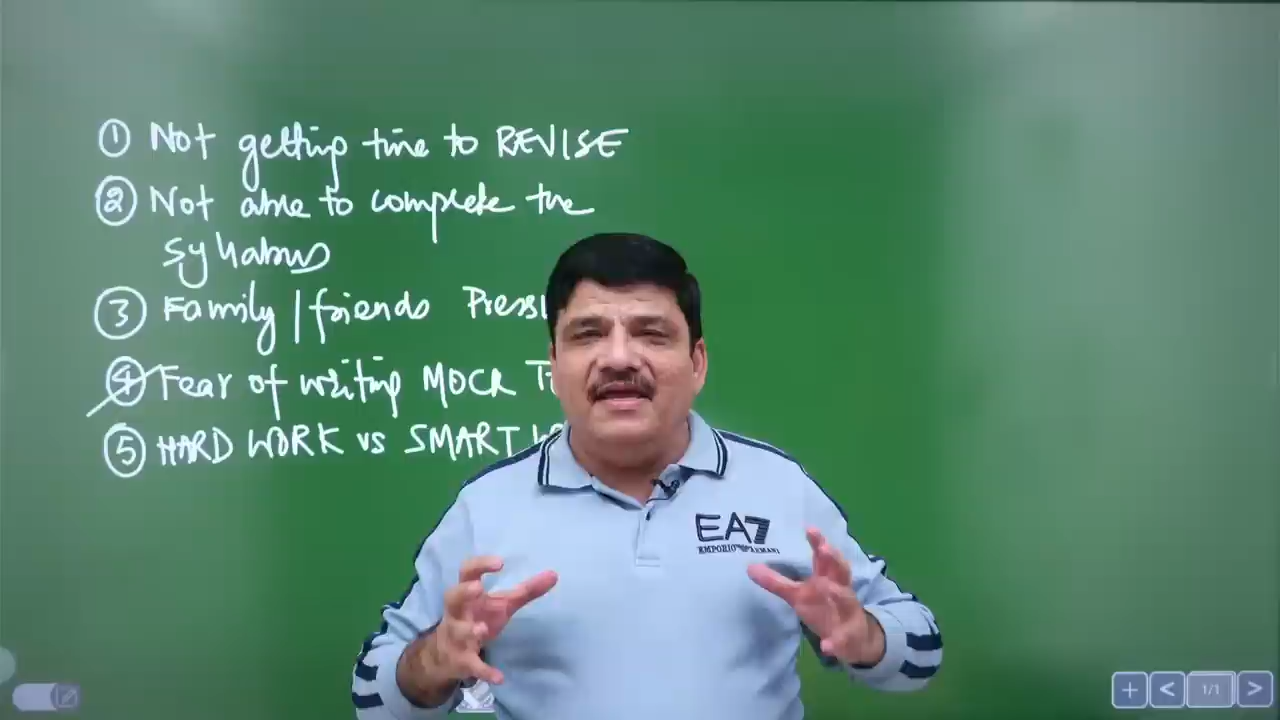 ① Not getting time to REVISE
② Not able to complete the
syllabus
③ Family/friends Press
④ Fear of writing MOCK T
⑤ HARD WORK vs SMART
EA7
EMPORIO ARMANI
1/1